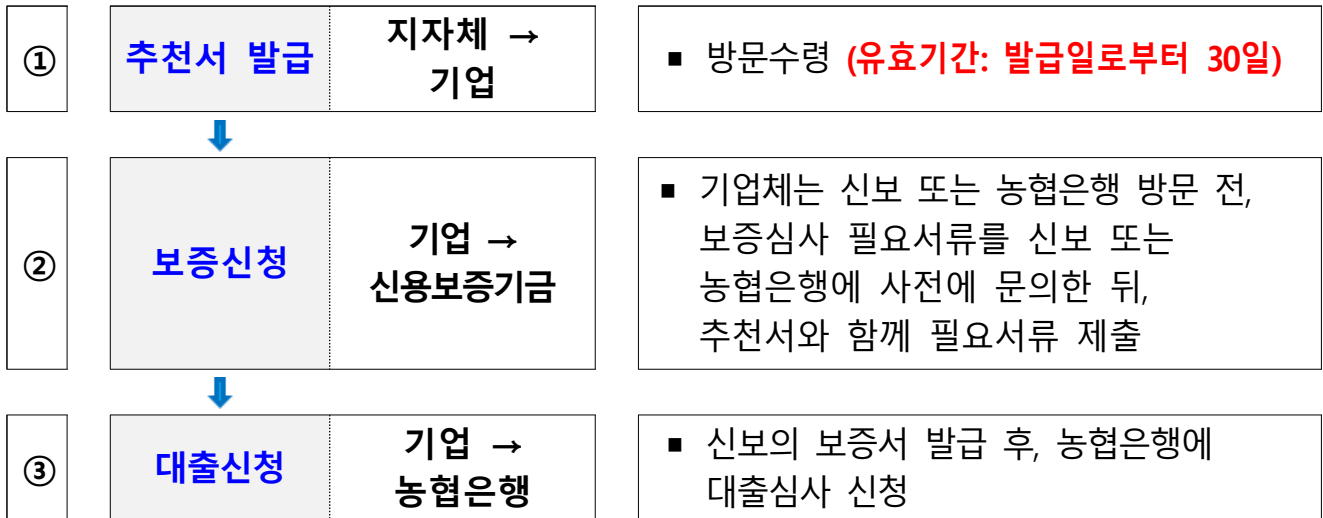 ①
추천서 발급
지자체 →
기업
▪ 방문수령 (유효기간: 발급일로부터 30일)
②
보증신청
기업 →
신용보증기금
▪ 기업체는 신보 또는 농협은행 방문 전,
보증심사 필요서류를 신보 또는
농협은행에 사전에 문의한 뒤,
추천서와 함께 필요서류 제출
③
대출신청
기업 →
농협은행
▪ 신보의 보증서 발급 후, 농협은행에
대출심사 신청